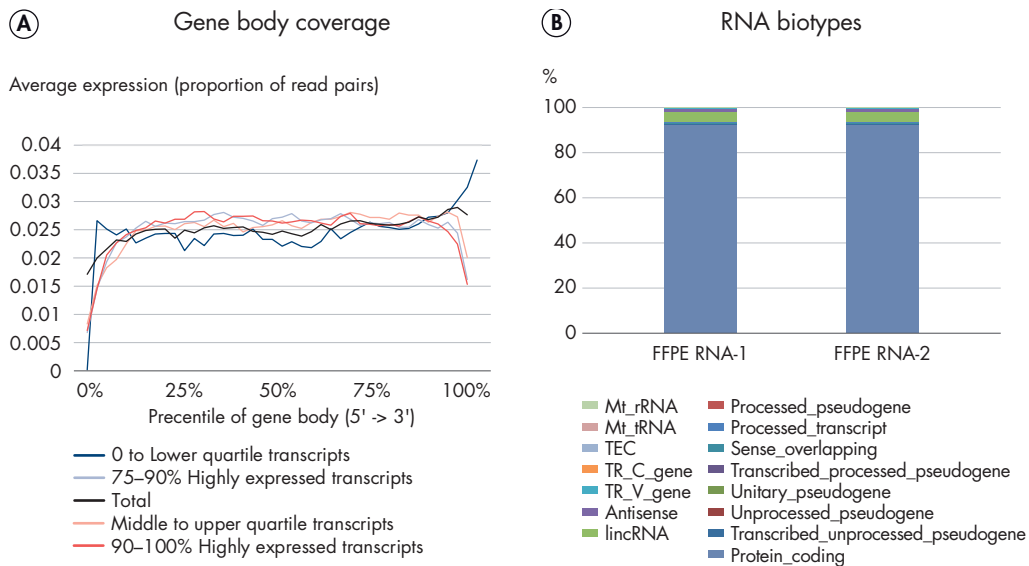 A
Gene body coverage
Average expression (proportion of read pairs)
0.04
0.035
0.03
0.025
0.02
0.015
0.01
0.005
0
0% 25% 50% 75% 100%
Precentile of gene body (5' -> 3')
0 to Lower quartile transcripts
75–90% Highly expressed transcripts
Total
Middle to upper quartile transcripts
90–100% Highly expressed transcripts
B
RNA biotypes
%
100
80
60
40
20
0
FFPE RNA-1 FFPE RNA-2
Mt_rRNA
Mt_tRNA
TEC
TR_C_gene
TR_V_gene
Antisense
lincRNA
Processed_pseudogene
Processed_transcript
Sense_overlapping
Transcribed_processed_pseudogene
Unitary_pseudogene
Unprocessed_pseudogene
Transcribed_unprocessed_pseudogene
Protein_coding